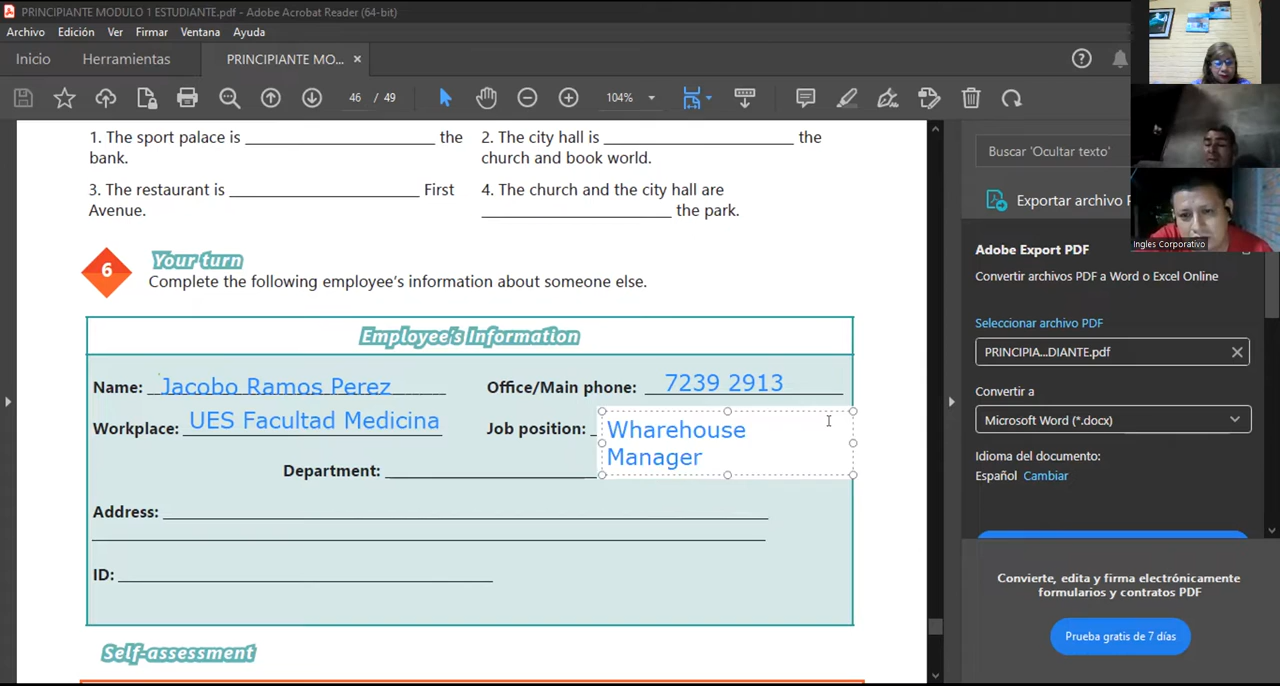 PRINCIPIANTE MODULO 1 ESTUDIANTE.pdf - Adobe Acrobat Reader (64-bit)
Archivo Edición Ver Firmar Ventana Ayuda
Inicio Herramientas PRINCIPIANTE MO... ×
46 / 49 104%
1. The sport palace is ____________________ the bank.
2. The city hall is ____________________ the church and book world.
3. The restaurant is ____________________ First Avenue.
4. The church and the city hall are ____________________ the park.
6 Your turn
Complete the following employee's information about someone else.
Employee's Information
Name: Jacobo Ramos Perez
Office/Main phone: 7239 2913
Workplace: UES Facultad Medicina
Job position: Wharehouse
Manager
Department:
Address:
ID:
Self-assessment
Buscar 'Ocultar texto'
Exportar archivo P
Adobe Export PDF
Convertir archivos PDF a Word o Excel Online
Seleccionar archivo PDF
PRINCIPIA...DIANTE.pdf
Convertir a
Microsoft Word (*.docx)
Idioma del documento:
Español Cambiar
Convierte, edita y firma electrónicamente
formularios y contratos PDF
Prueba gratis de 7 días
Ingles Corporativo